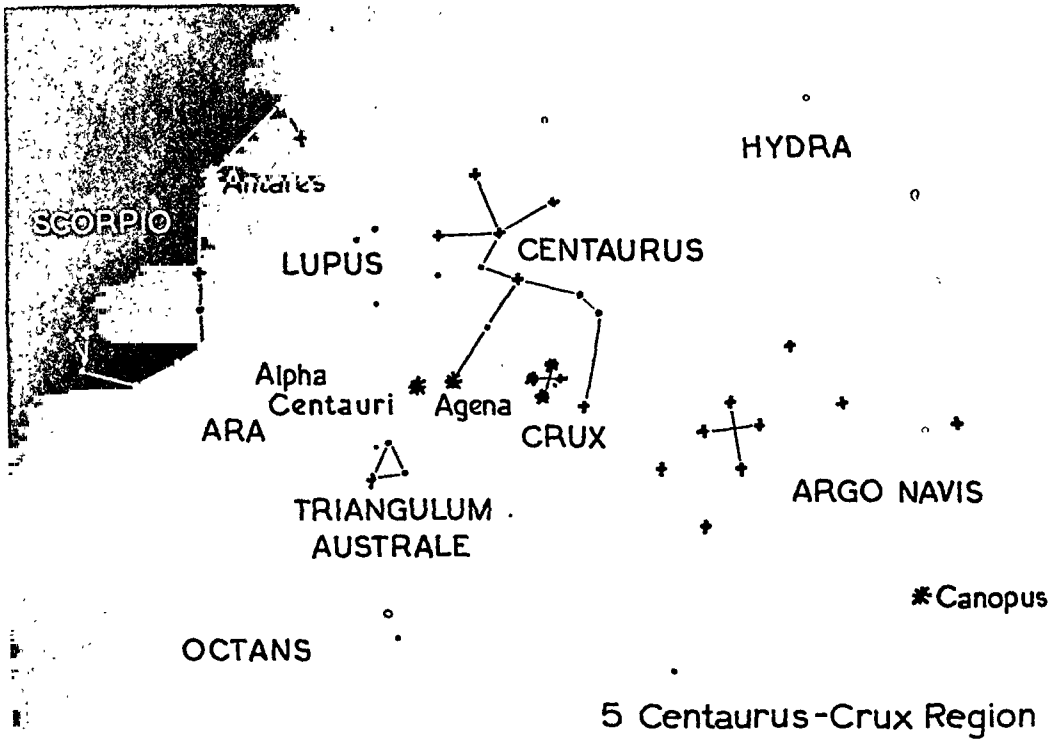 HYDRA
Antares
SCORPIO
LUPUS
CENTAURUS
Alpha
Centauri
Agena
ARA
CRUX
TRIANGULUM
AUSTRALE
ARGO NAVIS
Canopus
OCTANS
5 Centaurus-Crux Region